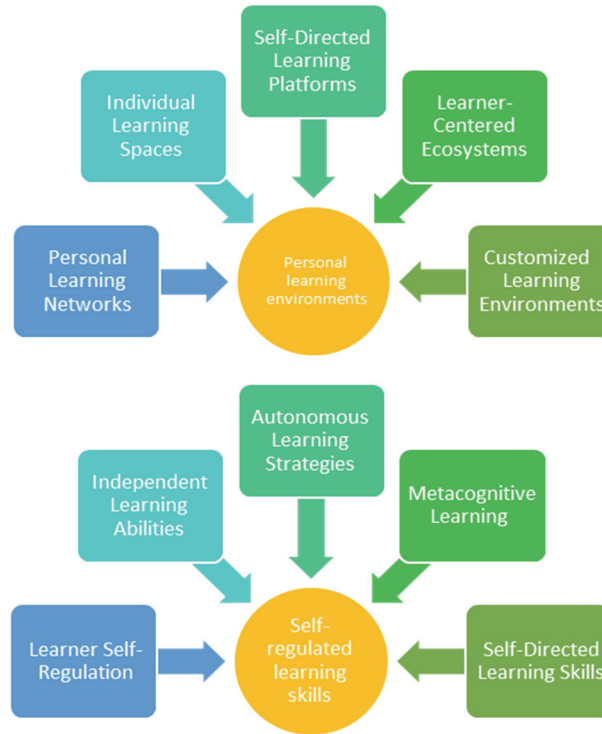 Self-Directed
Learning
Platforms
Individual
Learning
Spaces
Learner-
Centered
Ecosystems
Personal
Learning
Networks
Personal
learning
environments
Customized
Learning
Environments
Autonomous
Learning
Strategies
Independent
Learning
Abilities
Metacognitive
Learning
Learner Self-
Regulation
Self-
regulated
learning
skills
Self-Directed
Learning Skills